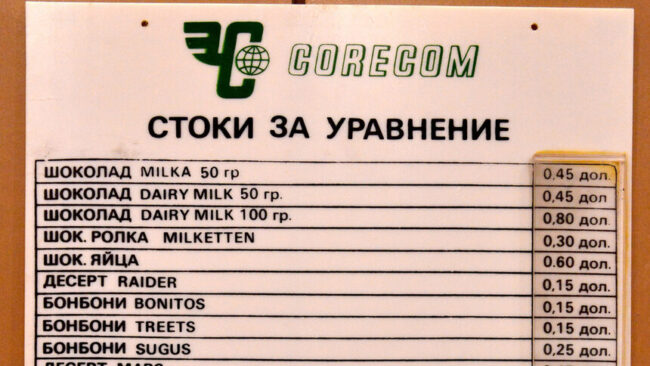 CORECOM
СТОКИ ЗА УРАВНЕНИЕ
ШОКОЛАД MILKA 50 гр 0,45 дол.
ШОКОЛАД DAIRY MILK 50 гр. 0,45 дол
ШОКОЛАД DAIRY MILK 100 гр. 0,80 дол.
ШОК. РОЛКА MILKETTEN 0,30 дол.
ШОК. ЯЙЦА 0.60 дол.
ДЕСЕРТ RAIDER 0,15 дол.
БОНБОНИ BONITOS 0,15 дол.
БОНБОНИ TREETS 0,15 дол.
БОНБОНИ SUGUS 0,25 дол.
ДЕСЕРТ MARS